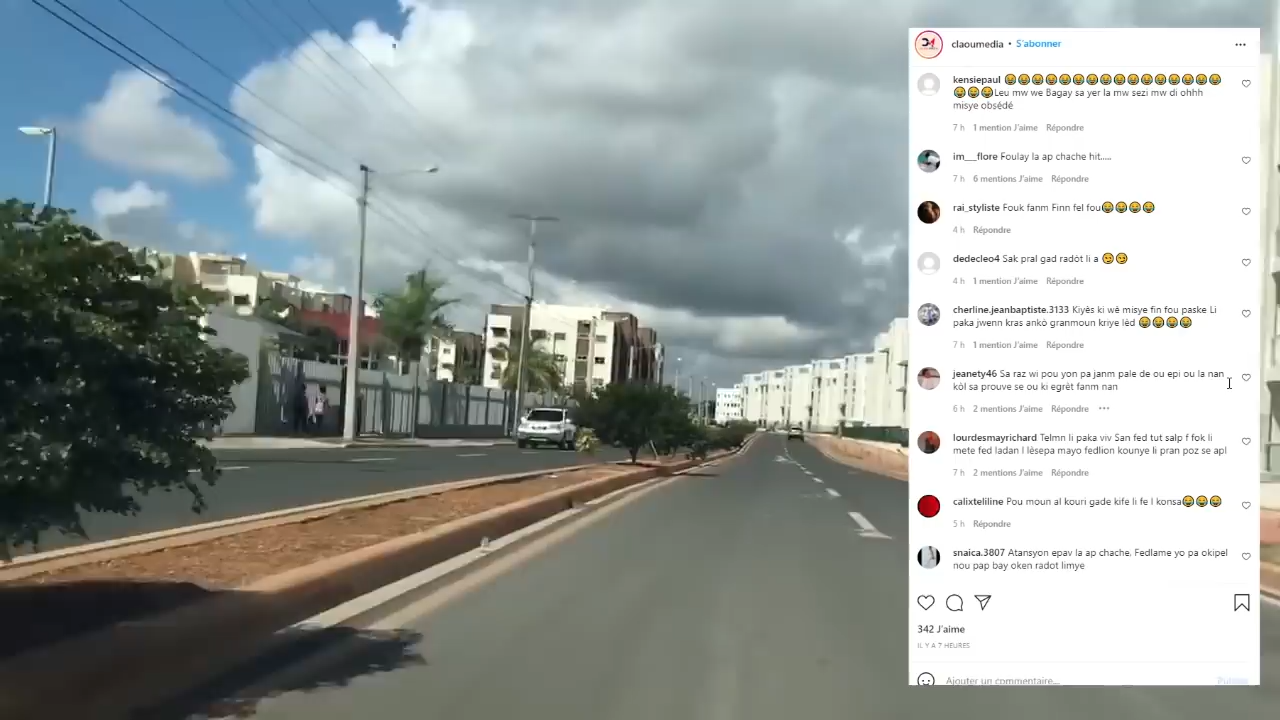 claoumedia • S'abonner
kensiepaul 😂😂😂😂😂😂😂😂😂😂😂😂😂😂😂😂
😂😂😂Leu mw we Bagay sa yer la mw sezi mw di ohhh
misye obsédé
7 h 1 mention J'aime Répondre
im___flore Foulay la ap chache hit.....
7 h 6 mentions J'aime Répondre
rai_styliste Fouk fanm Finn fel fou😂😂😂😂
4 h Répondre
dedecleo4 Sak pral gad radòt li a 😏😏
4 h 1 mention J'aime Répondre
cherline.jeanbaptiste.3133 Kiyès ki wè misye fin fou paske Li
paka jwenn kras ankò granmoun kriye lèd 😂😂😂😂
7 h 1 mention J'aime Répondre
jeanety46 Sa raz wi pou yon pa janm pale de ou epi ou la nan
kòl sa prouve se ou ki egrèt fanm nan
6 h 2 mentions J'aime Répondre •••
lourdesmayrichard Telmn li paka viv San fed tut salp f fok li
mete fed ladan l lèsepa mayo fedlion kounye li pran poz se apl
7 h 2 mentions J'aime Répondre
calixteliline Pou moun al kouri gade kife li fe l konsa😂😂😂
5 h Répondre
snaica.3807 Atansyon epav la ap chache. Fedlame yo pa okipel
nou pap bay oken radot limye
342 J'aime
IL Y A 7 HEURES
Ajouter un commentaire...
Publier